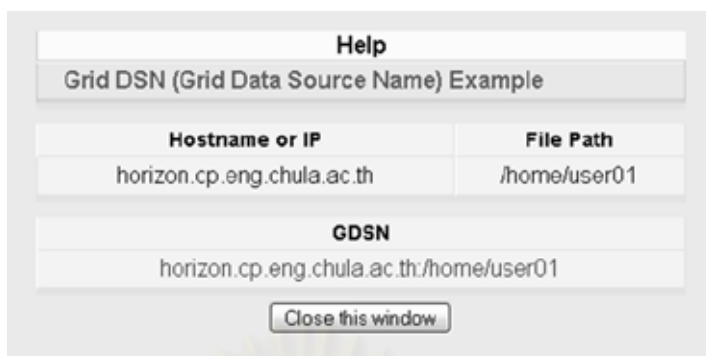 Help
Grid DSN (Grid Data Source Name) Example
Hostname or IP File Path
horizon.cp.eng.chula.ac.th /home/user01
GDSN
horizon.cp.eng.chula.ac.th:/home/user01
Close this window